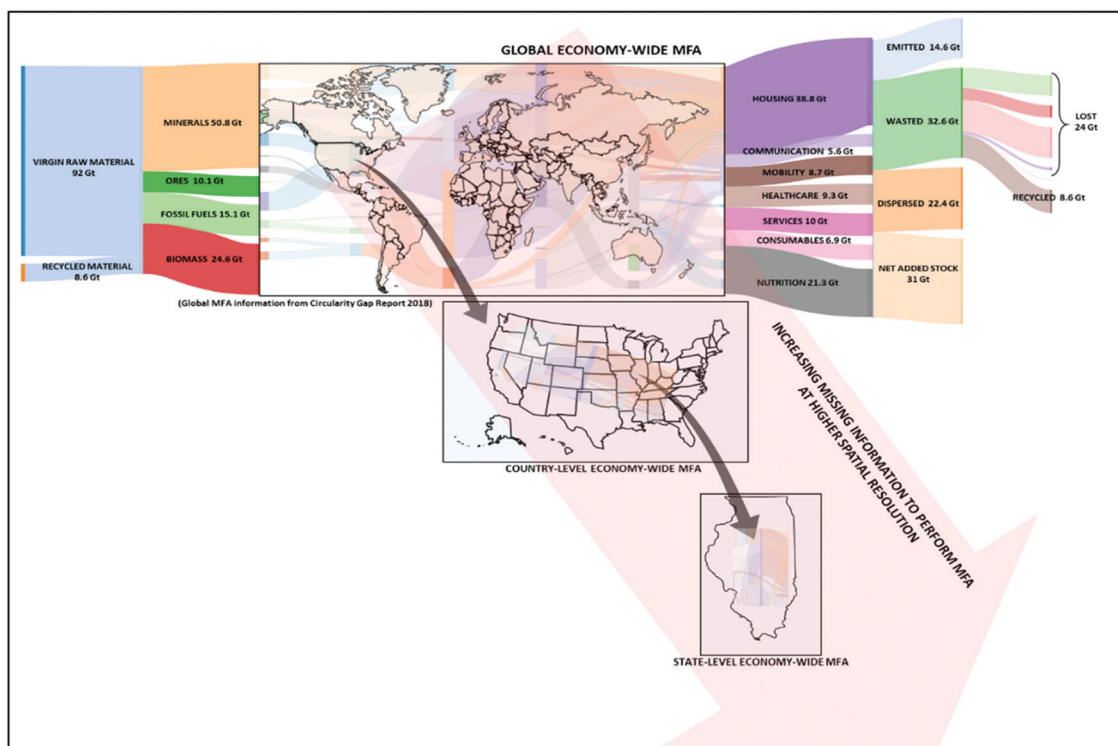 GLOBAL ECONOMY-WIDE MFA
VIRGIN RAW MATERIAL
92 Gt
RECYCLED MATERIAL
8.6 Gt
MINERALS 50.8 Gt
ORES 10.1 Gt
FOSSIL FUELS 15.1 Gt
BIOMASS 24.6 Gt
(Global MFA information from Circularity Gap Report 2018)
HOUSING 38.8 Gt
COMMUNICATION 5.6 Gt
MOBILITY 8.7 Gt
HEALTHCARE 9.3 Gt
SERVICES 10 Gt
CONSUMABLES 6.9 Gt
NUTRITION 21.3 Gt
EMITTED 14.6 Gt
WASTED 32.6 Gt
DISPERSED 22.4 Gt
NET ADDED STOCK
31 Gt
LOST
24 Gt
RECYCLED 8.6 Gt
COUNTRY-LEVEL ECONOMY-WIDE MFA
INCREASING MISSING INFORMATION TO PERFORM MFA
AT HIGHER SPATIAL RESOLUTION
STATE-LEVEL ECONOMY-WIDE MFA